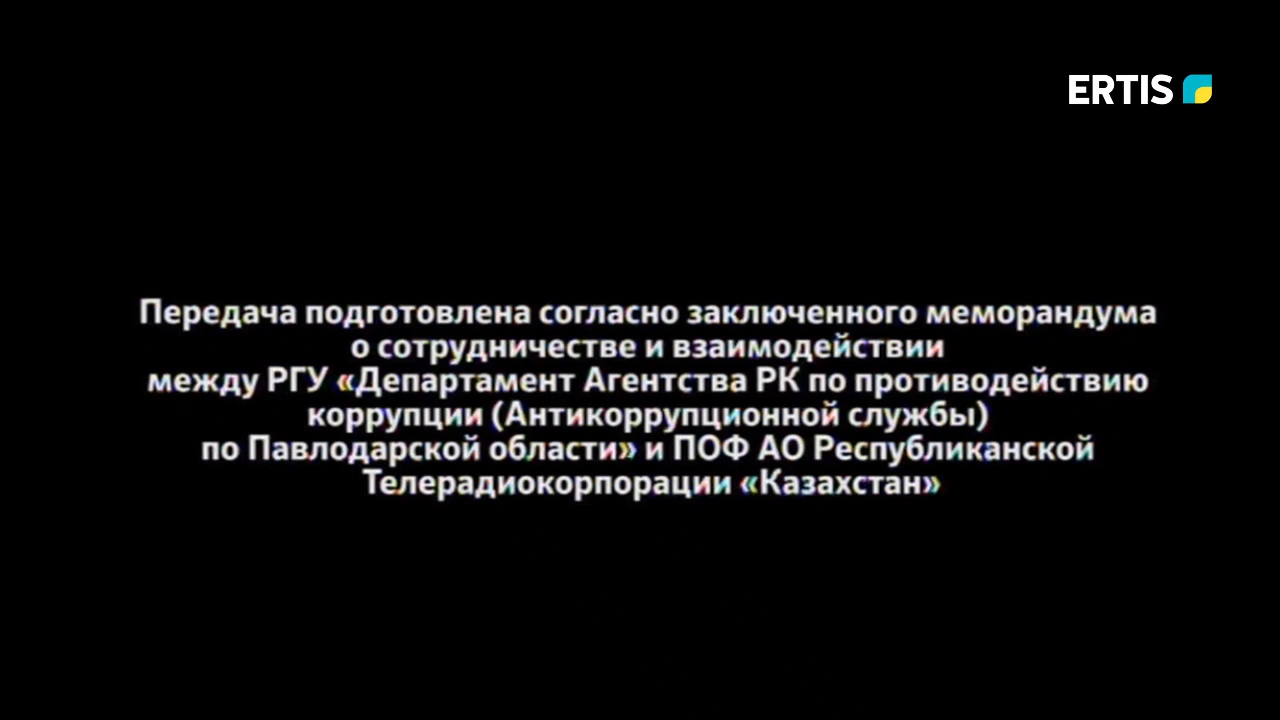 ERTIS
Передача подготовлена согласно заключенного меморандума
о сотрудничестве и взаимодействии
между РГУ «Департамент Агентства РК по противодействию
коррупции (Антикоррупционной службы)
по Павлодарской области» и ПОФ АО Республиканской
Телерадиокорпорации «Казахстан»